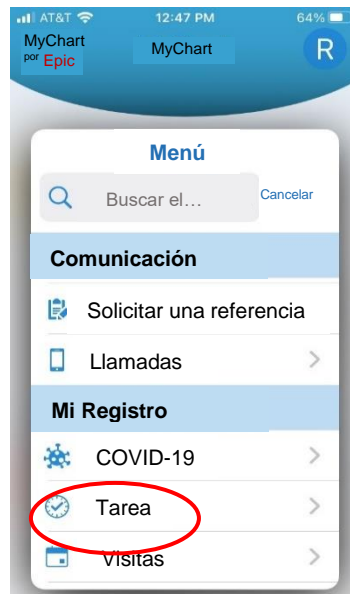 AT&T 12:47 PM 64%
MyChart
por Epic
MyChart
R
Menú
Buscar el… Cancelar
Comunicación
Solicitar una referencia
Llamadas
Mi Registro
COVID-19
Tarea
Visitas